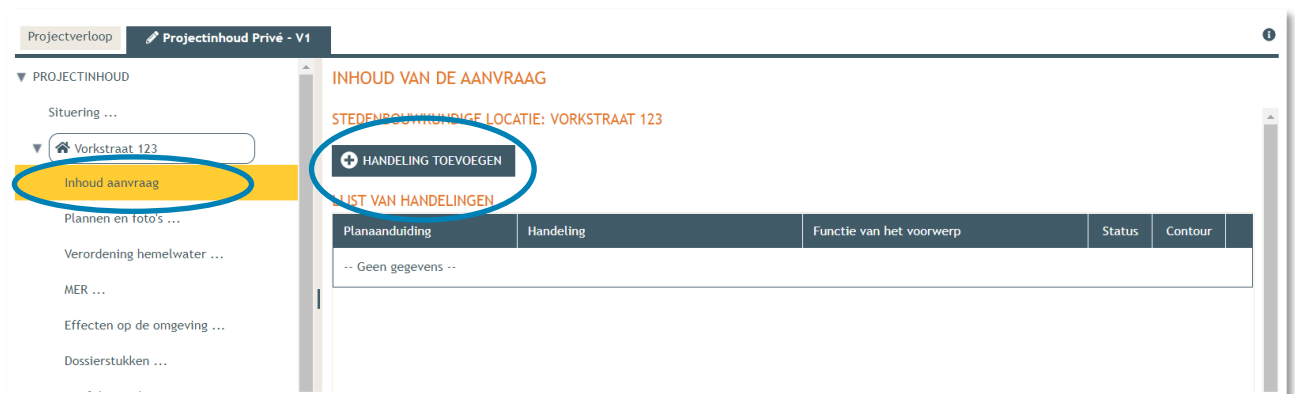 Projectverloop
Projectinhoud Privé - V1
PROJECTINHOUD
Situering ...
Vorkstraat 123
Inhoud aanvraag
Plannen en foto's ...
Verordening hemelwater ...
MER ...
Effecten op de omgeving ...
Dossierstukken ...
INHOUD VAN DE AANVRAAG
STEDENBOUWKUNDIGE LOCATIE: VORKSTRAAT 123
HANDELING TOEVOEGEN
LIJST VAN HANDELINGEN
Planaanduiding Handeling Functie van het voorwerp Status Contour
-- Geen gegevens --